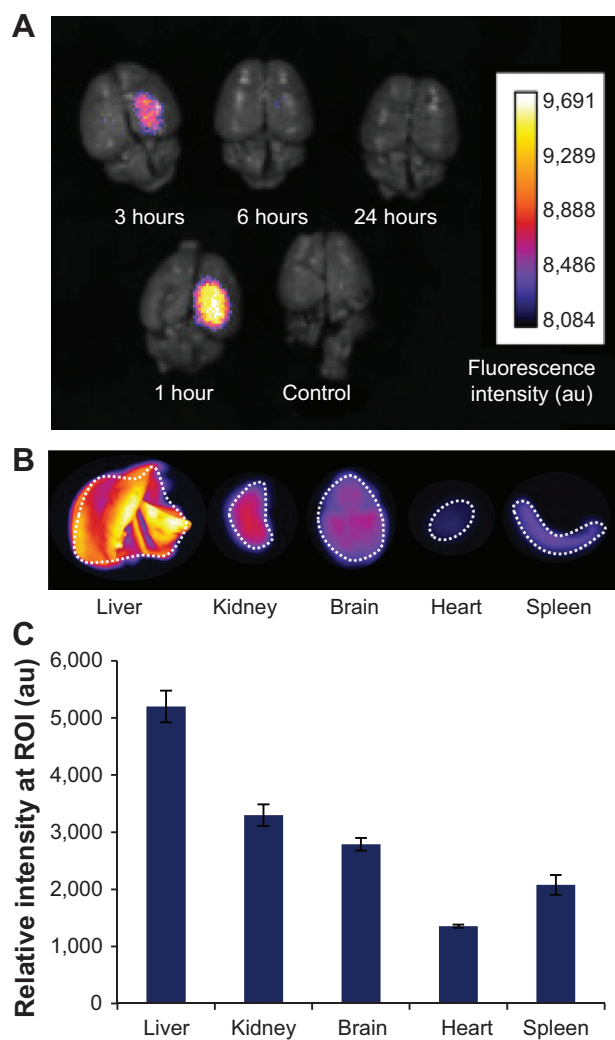 A
3 hours 6 hours 24 hours
1 hour Control
9,691
9,289
8,888
8,486
8,084
Fluorescence
intensity (au)
B
Liver Kidney Brain Heart Spleen
C
Relative intensity at ROI (au)
6,000
5,000
4,000
3,000
2,000
1,000
0
Liver Kidney Brain Heart Spleen